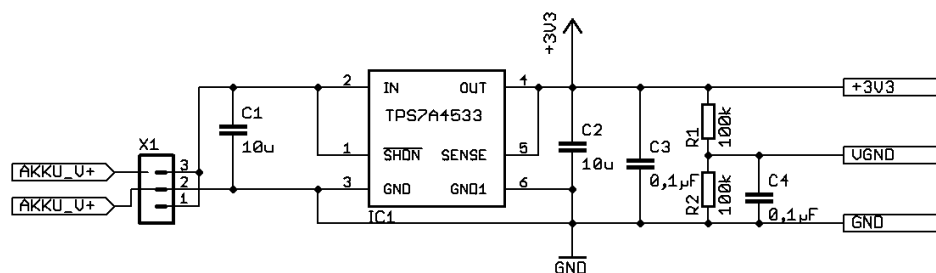 +3V3
2
IN
OUT
4
+3V3
C1
TPS7A4533
C2
R1
100k
X1
10u
1
SHDN
SENSE
5
10u
C3
VGND
AKKU_V+
3
2
3
GND
GND1
6
0,1µF
R2
100k
C4
AKKU_V+
1
IC1
0,1µF
GND
GND